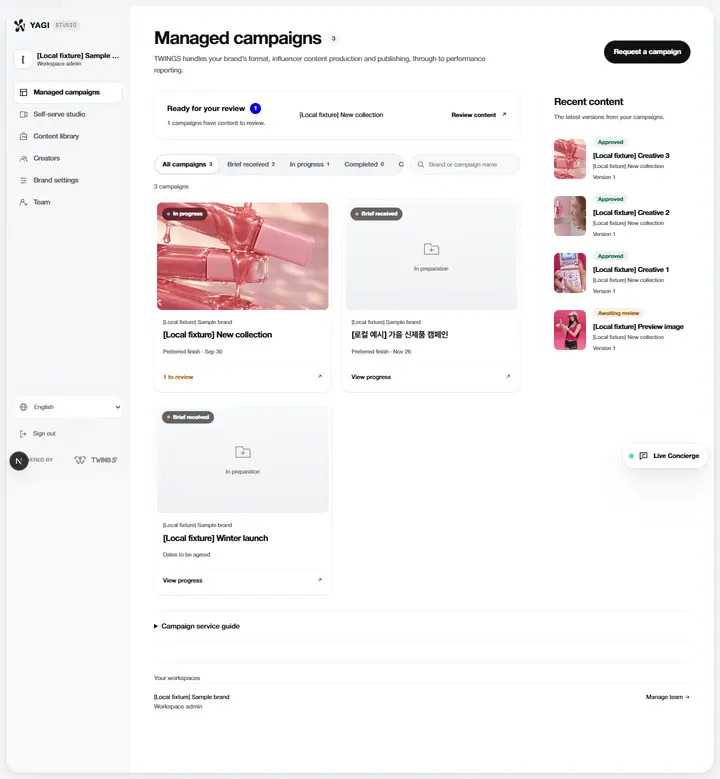 YAGI STUDIO
[ [Local fixture] Sample ...
Workspace admin
Managed campaigns
Self-serve studio
Content library
Creators
Brand settings
Team
English
Sign out
N
ERED BY TWINGS
Managed campaigns 3
TWINGS handles your brand's format, influencer content production and publishing, through to performance
reporting.
Request a campaign
Ready for your review 1
1 campaigns have content to review.
[Local fixture] New collection
Review content ↗
All campaigns 3 Brief received 2 In progress 1 Completed 0 C
Brand or campaign name
3 campaigns
In progress
[Local fixture] Sample brand
[Local fixture] New collection
Preferred finish · Sep 30
1 to review ↗
Brief received
In preparation
[Local fixture] Sample brand
[로컬 예시] 가을 신제품 캠페인
Preferred finish · Nov 26
View progress ↗
Brief received
In preparation
[Local fixture] Sample brand
[Local fixture] Winter launch
Dates to be agreed
View progress ↗
Recent content
The latest versions from your campaigns.
Approved
[Local fixture] Creative 3
[Local fixture] New collection
Version 1
Approved
[Local fixture] Creative 2
[Local fixture] New collection
Version 1
Approved
[Local fixture] Creative 1
[Local fixture] New collection
Version 1
Awaiting review
[Local fixture] Preview image
[Local fixture] New collection
Version 1
Live Concierge
▶ Campaign service guide
Your workspaces
[Local fixture] Sample brand
Workspace admin
Manage team →